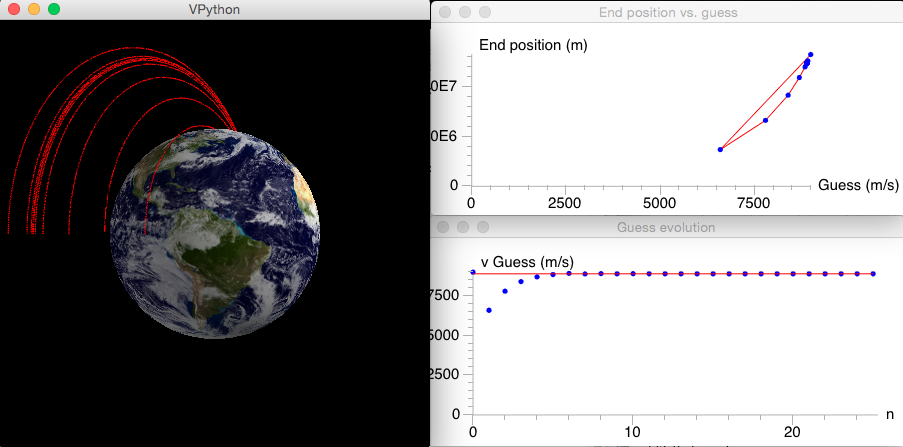 VPython
End position vs. guess
End position (m)
0E7
0E6
0
Guess (m/s)
0
2500
5000
7500
Guess evolution
v Guess (m/s)
7500
5000
2500
0
n
0
10
20